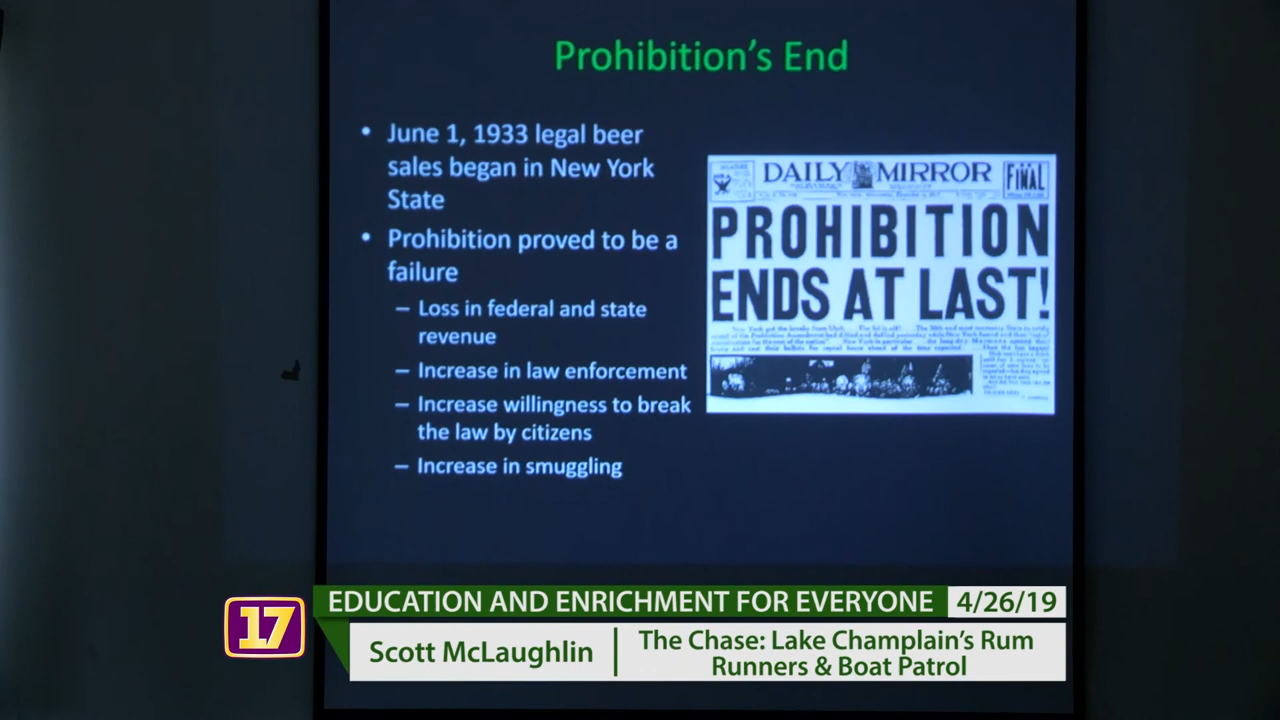 Prohibition's End
• June 1, 1933 legal beer
sales began in New York
State
• Prohibition proved to be a
failure
– Loss in federal and state
revenue
– Increase in law enforcement
– Increase willingness to break
the law by citizens
– Increase in smuggling
DAILY MIRROR
FINAL
PROHIBITION
ENDS AT LAST!
17
EDUCATION AND ENRICHMENT FOR EVERYONE 4/26/19
Scott McLaughlin
The Chase: Lake Champlain's Rum
Runners & Boat Patrol